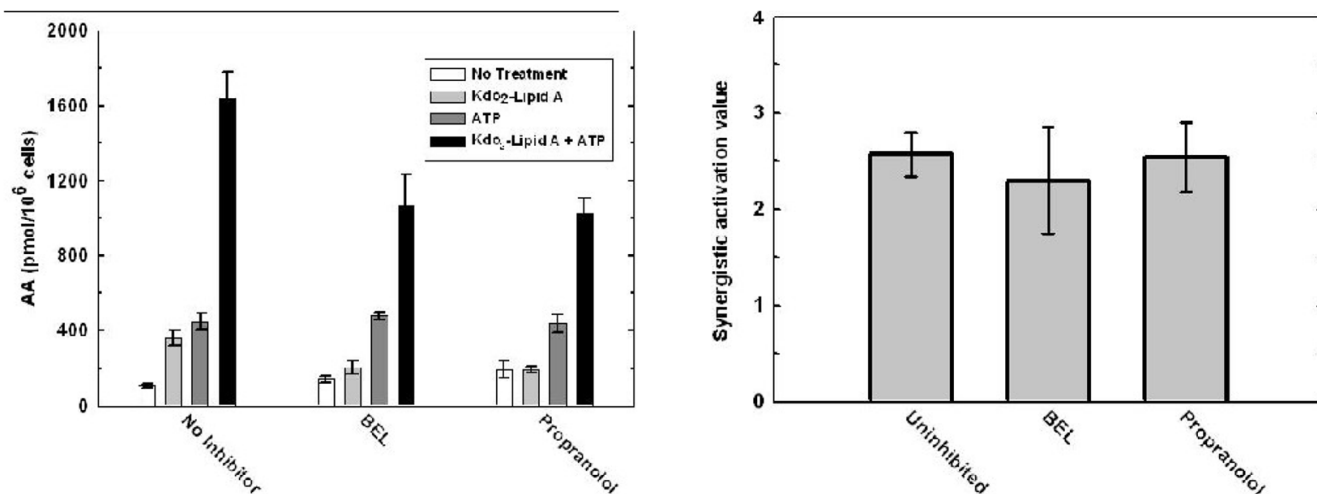 2000
1600
1200
800
400
0
AA (pmol/10⁶ cells)
No Treatment
Kdo₂-Lipid A
ATP
Kdo₂-Lipid A + ATP
No Inhibitor
BEL
Propranolol
4
3
2
1
0
Synergistic activation value
Uninhibited
BEL
Propranolol